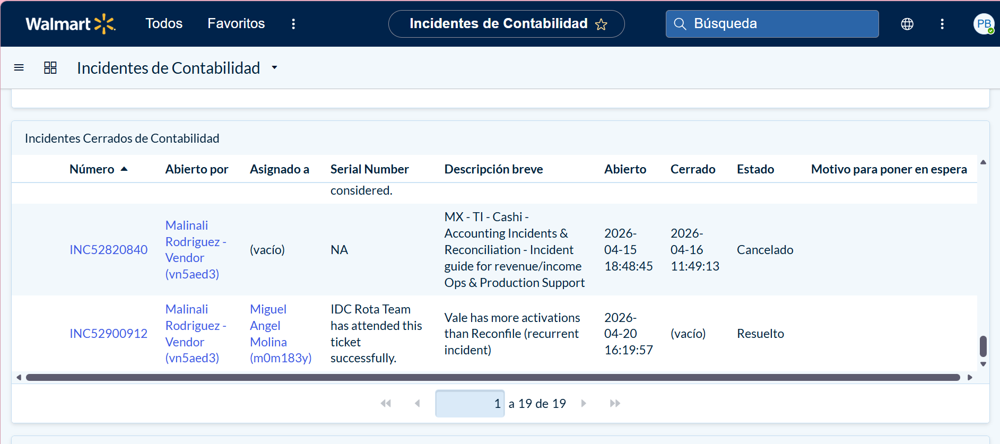 Walmart
Todos
Favoritos
Incidentes de Contabilidad
Búsqueda
PB
Incidentes de Contabilidad
Incidentes Cerrados de Contabilidad
Número
Abierto por
Asignado a
Serial Number
Descripción breve
Abierto
Cerrado
Estado
Motivo para poner en espera
considered.
INC52820840
Malinali
Rodriguez -
Vendor
(vn5aed3)
(vacío)
NA
MX - TI - Cashi -
Accounting Incidents &
Reconciliation - Incident
guide for revenue/income
Ops & Production Support
2026-
04-15
18:48:45
2026-
04-16
11:49:13
Cancelado
INC52900912
Malinali
Rodriguez -
Vendor
(vn5aed3)
Miguel
Angel
Molina
(m0m183y)
IDC Rota Team
has attended this
ticket
successfully.
Vale has more activations
than Reconfile (recurrent
incident)
2026-
04-20
16:19:57
(vacío)
Resuelto
1 a 19 de 19